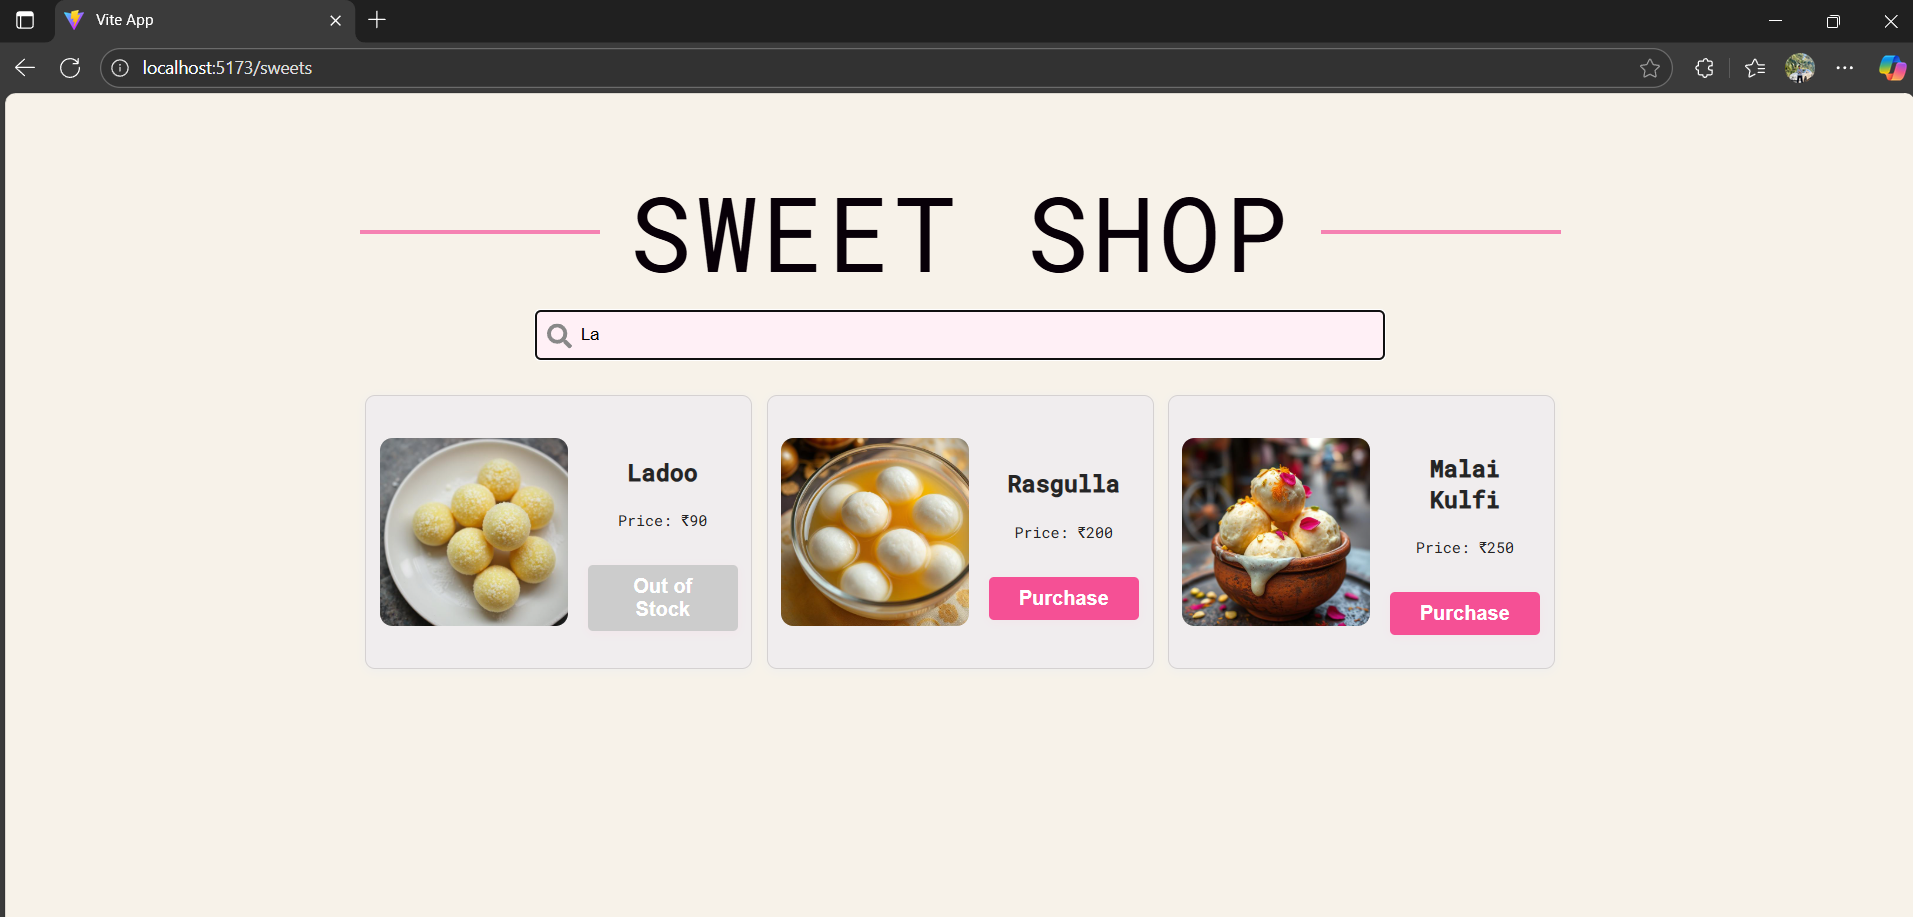 Vite App
localhost:5173/sweets
SWEET SHOP
La
Ladoo
Price: ₹90
Out of
Stock
Rasgulla
Price: ₹200
Purchase
Malai
Kulfi
Price: ₹250
Purchase